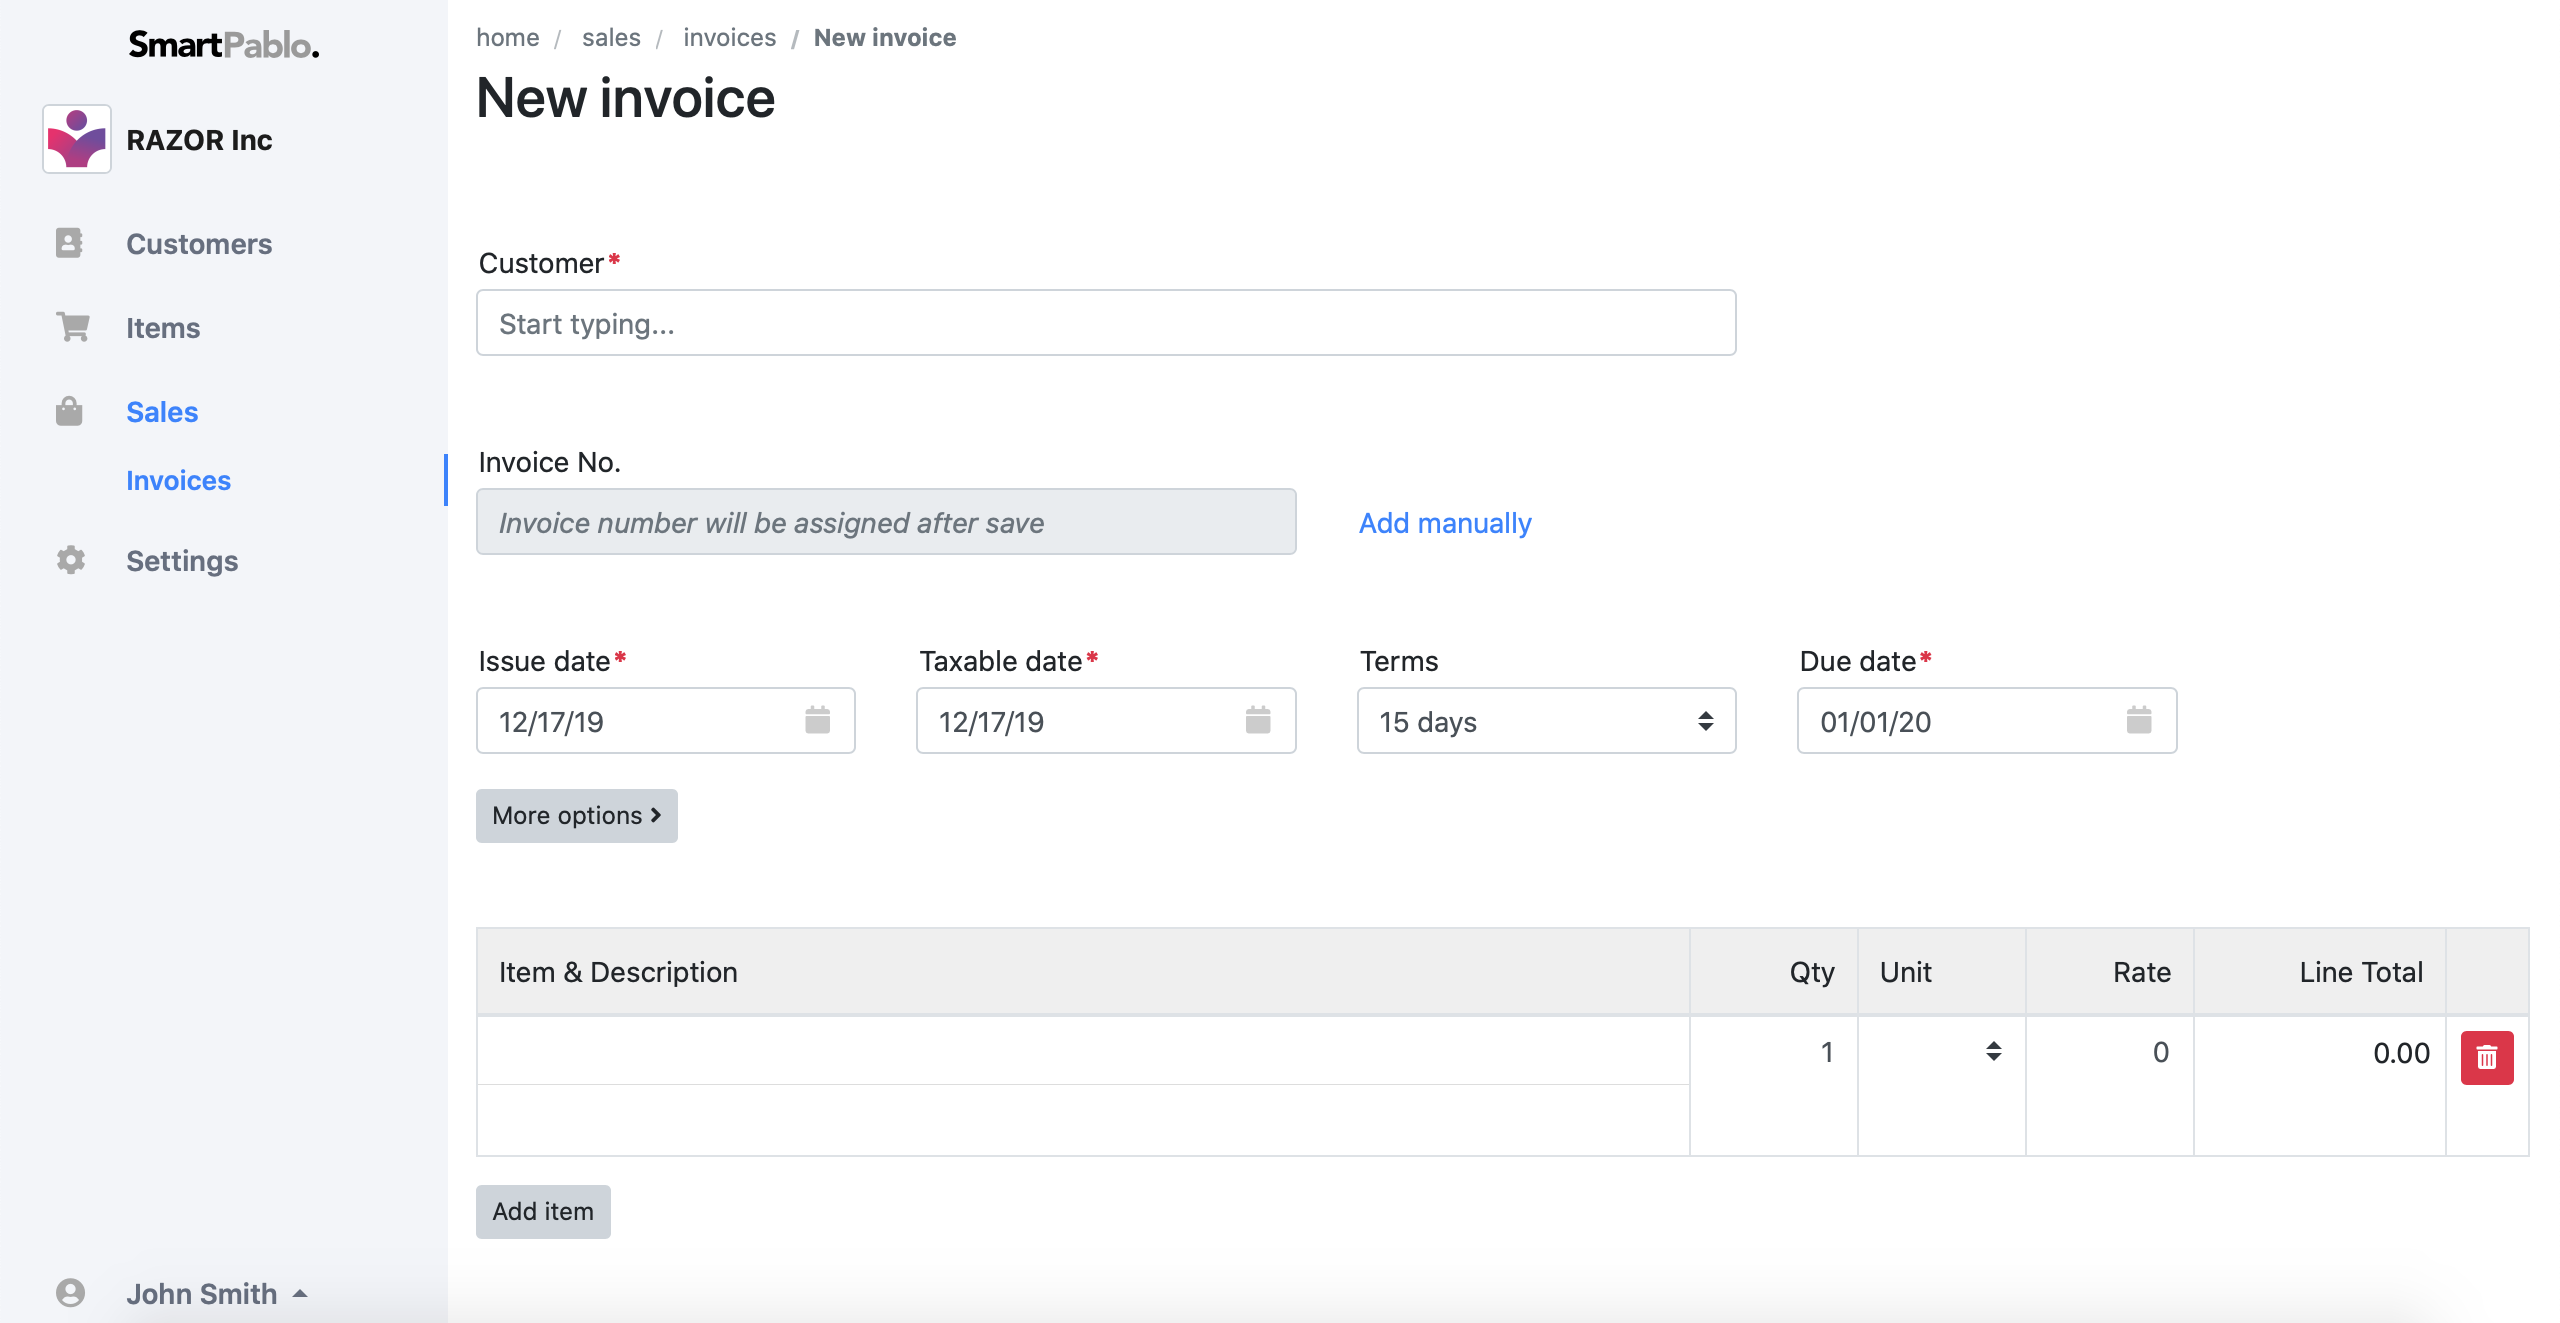 SmartPablo.
RAZOR Inc
Customers
Items
Sales
Invoices
Settings
John Smith
home / sales / invoices / New invoice
New invoice
Customer*
Start typing...
Invoice No.
Invoice number will be assigned after save
Add manually
Issue date* Taxable date* Terms Due date*
12/17/19 12/17/19 15 days 01/01/20
More options
Item & Description Qty Unit Rate Line Total
1 0 0.00
Add item